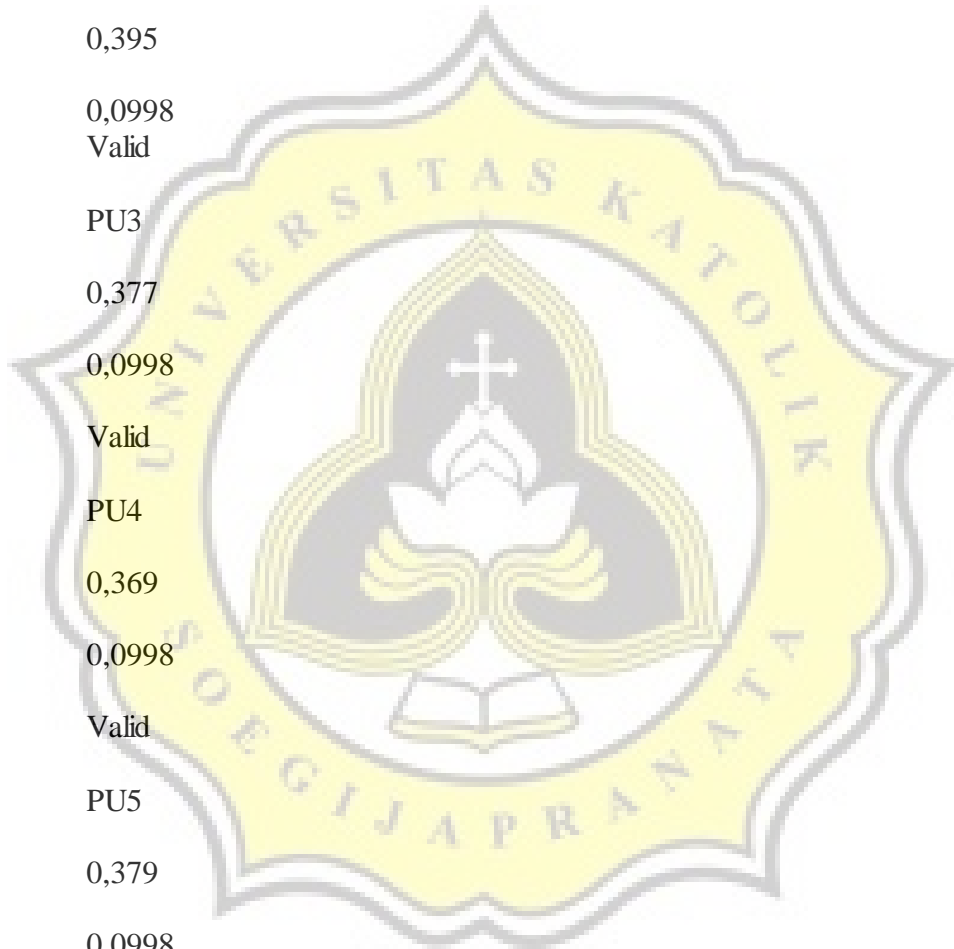 0,395
0,0998
Valid
PU3
0,377
0,0998
Valid
PU4
0,369
0,0998
Valid
PU5
0,379
0,0998
UNIVERSITAS KATOLIK
SOEGIJAPRANATA